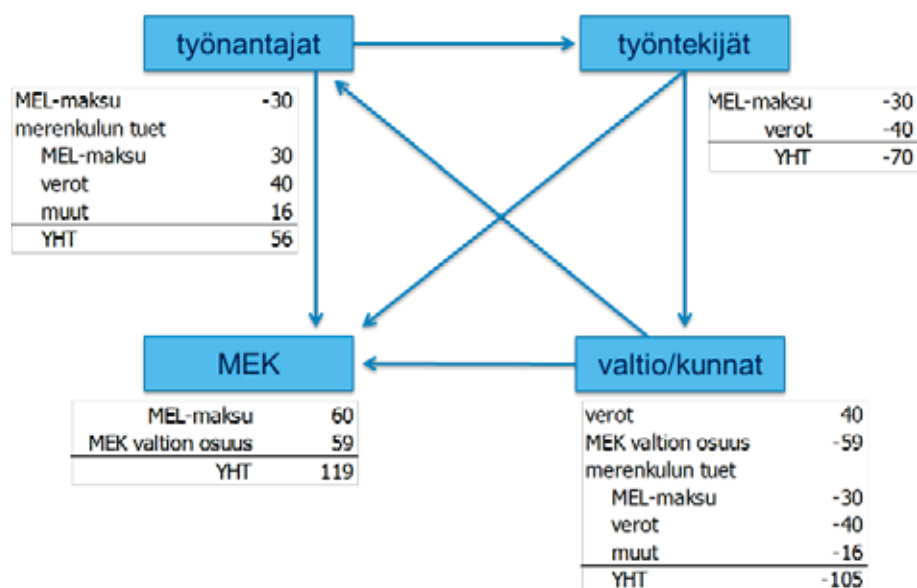 työnantajat
työntekijät
MEL-maksu -30
merenkulun tuet
MEL-maksu 30
verot 40
muut 16
YHT 56
MEL-maksu -30
verot -40
YHT -70
MEK
valtio/kunnat
MEL-maksu 60
MEK valtion osuus 59
YHT 119
verot 40
MEK valtion osuus -59
merenkulun tuet
MEL-maksu -30
verot -40
muut -16
YHT -105